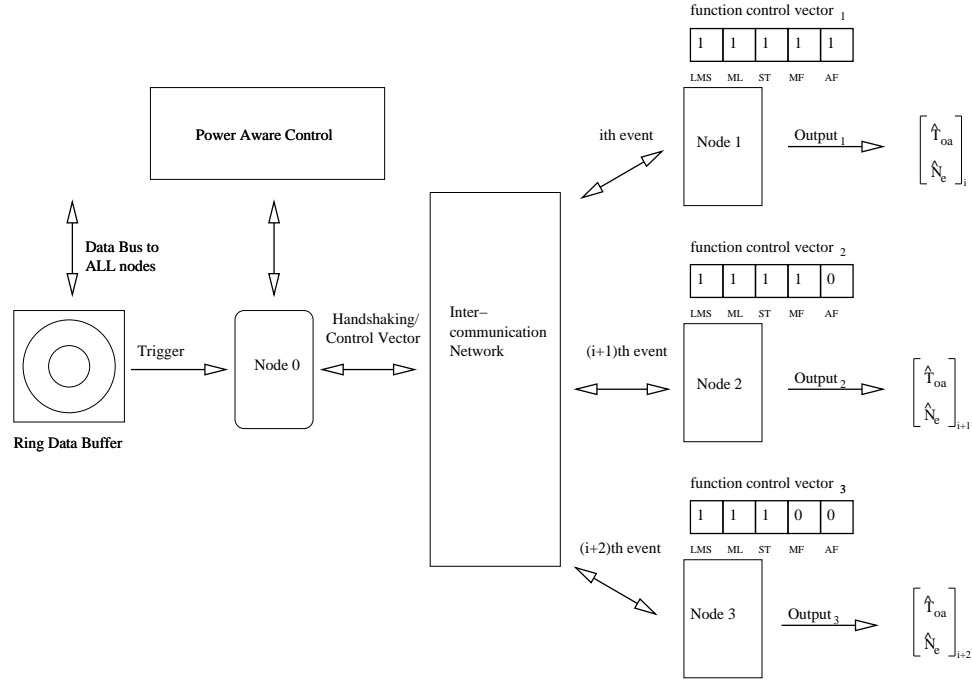 function control vector 1
1 1 1 1 1
LMS ML ST MF AF
Power Aware Control
ith event
Node 1
Output 1
T̂oa
N̂e
i
Data Bus to
ALL nodes
function control vector 2
1 1 1 1 0
LMS ML ST MF AF
Trigger
Node 0
Handshaking/
Control Vector
Inter–
communication
Network
(i+1)th event
Node 2
Output 2
T̂oa
N̂e
i+1
Ring Data Buffer
function control vector 3
1 1 1 0 0
LMS ML ST MF AF
(i+2)th event
Node 3
Output 3
T̂oa
N̂e
i+2